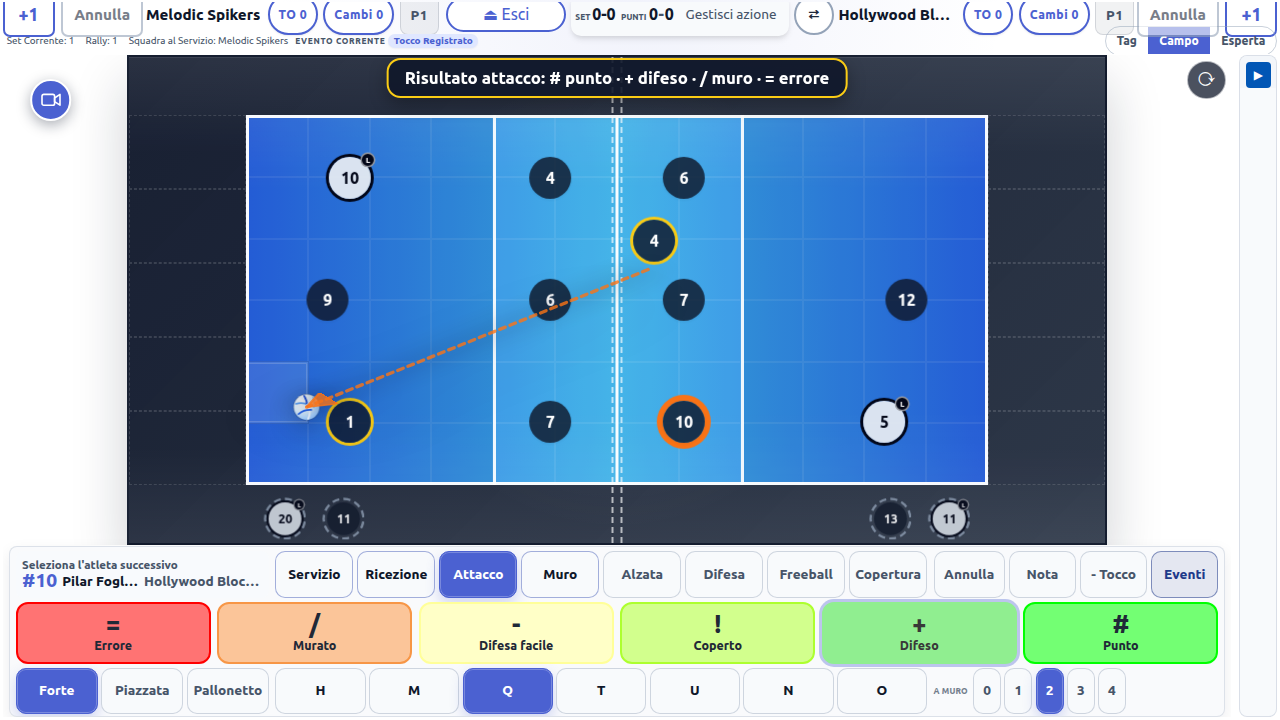 +1 Annulla Melodic Spikers TO 0 Cambi 0 P1 ⏏ Esci SET 0-0 PUNTI 0-0 Gestisci azione ⇄ Hollywood Bl... TO 0 Cambi 0 P1 Annulla +1
Set Corrente: 1 Rally: 1 Squadra al Servizio: Melodic Spikers EVENTO CORRENTE Tocco Registrato Tag Campo Esperta
Risultato attacco: # punto · + difeso · / muro · = errore
10 L 4 6
4
9 6 7 12
1 7 10 5 L
20 L 11 13 11 L
Seleziona l'atleta successivo
#10 Pilar Fogl... Hollywood Bloc...
Servizio Ricezione Attacco Muro Alzata Difesa Freeball Copertura Annulla Nota - Tocco Eventi
= / - ! + #
Errore Murato Difesa facile Coperto Difeso Punto
Forte Piazzata Pallonetto H M Q T U N O A MURO 0 1 2 3 4